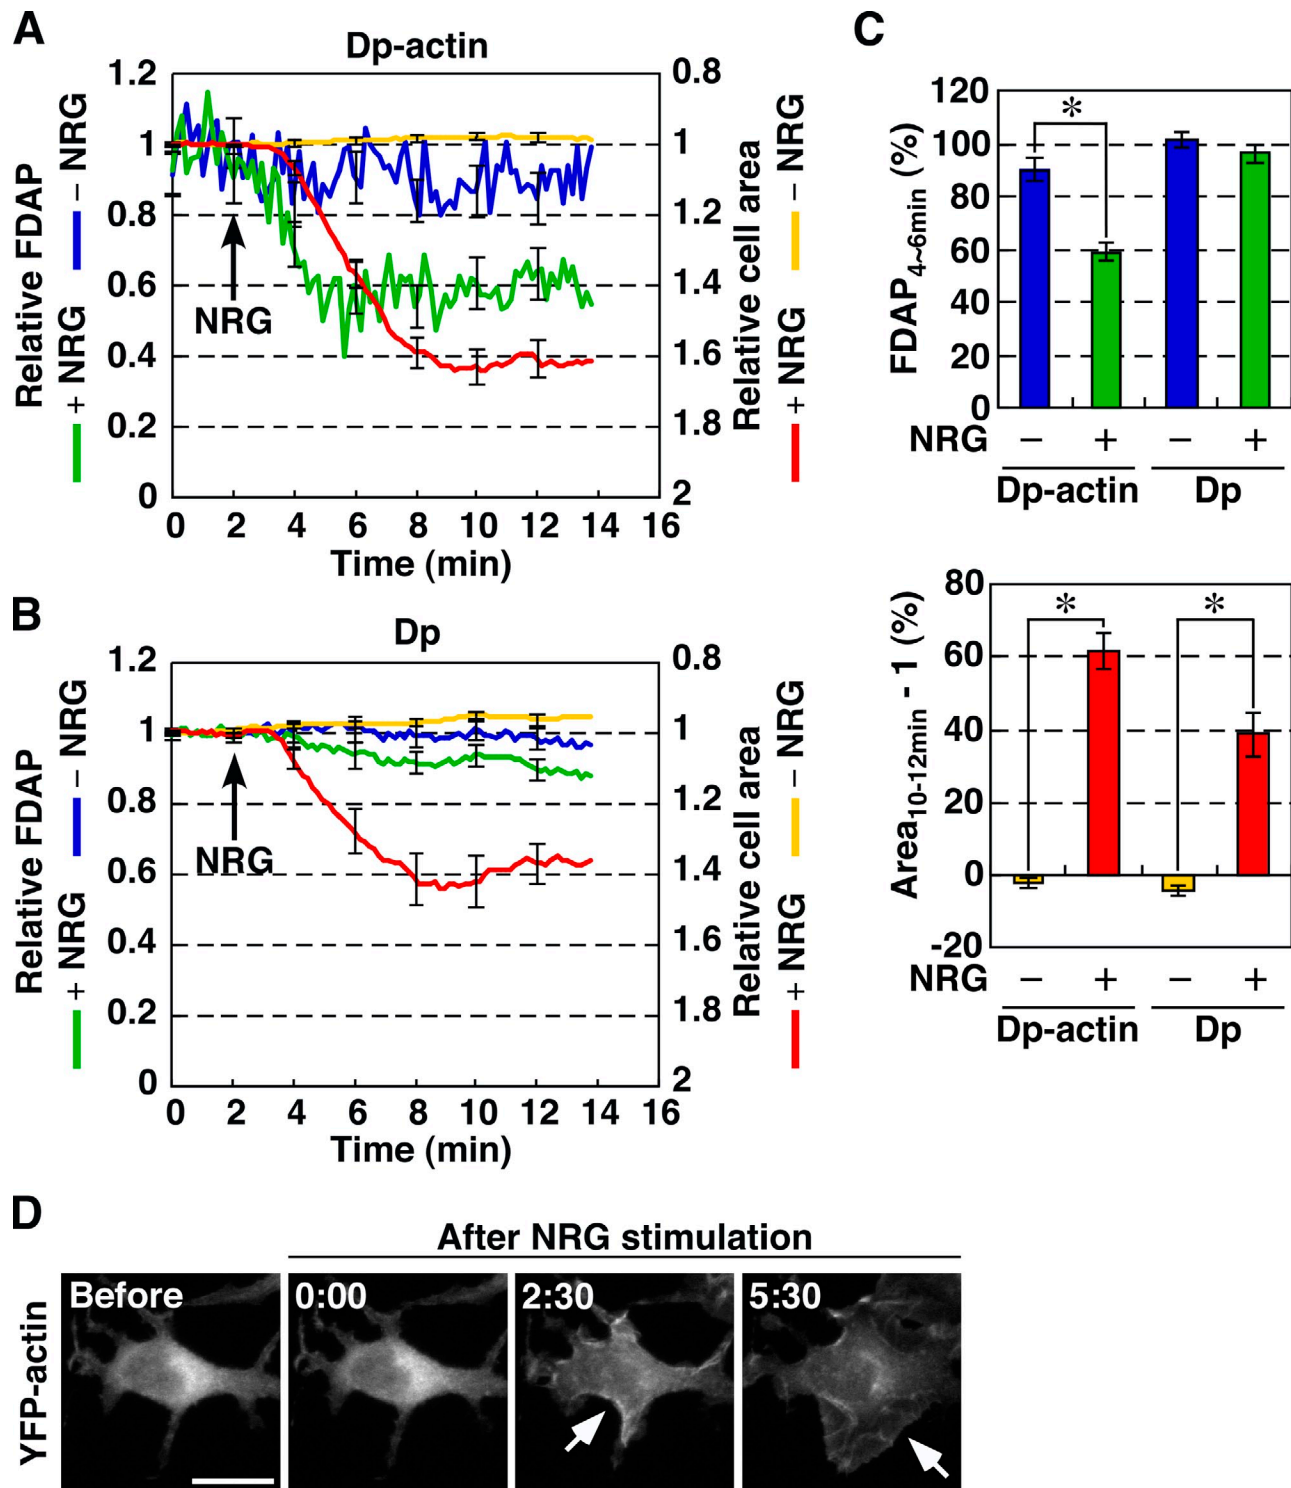 A
Dp-actin
1.2
1
0.8
0.6
0.4
0.2
0
0.8
1
1.2
1.4
1.6
1.8
2
0 2 4 6 8 10 12 14 16
Time (min)
Relative FDAP
+ NRG – NRG
Relative cell area
+ NRG – NRG
NRG
B
Dp
1.2
1
0.8
0.6
0.4
0.2
0
0.8
1
1.2
1.4
1.6
1.8
2
0 2 4 6 8 10 12 14 16
Time (min)
Relative FDAP
+ NRG – NRG
Relative cell area
+ NRG – NRG
NRG
C
FDAP4~6min (%)
120
100
80
60
40
20
0
*
NRG – + – +
Dp-actin Dp
Area10-12min - 1 (%)
80
60
40
20
0
-20
* *
NRG – + – +
Dp-actin Dp
D
After NRG stimulation
YFP-actin
Before 0:00 2:30 5:30